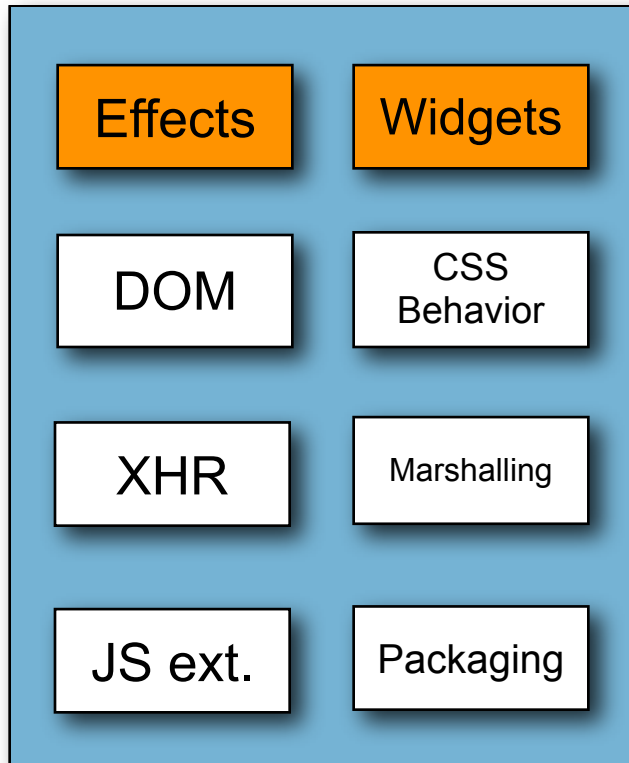 Effects
Widgets
DOM
CSS
Behavior
XHR
Marshalling
JS ext.
Packaging